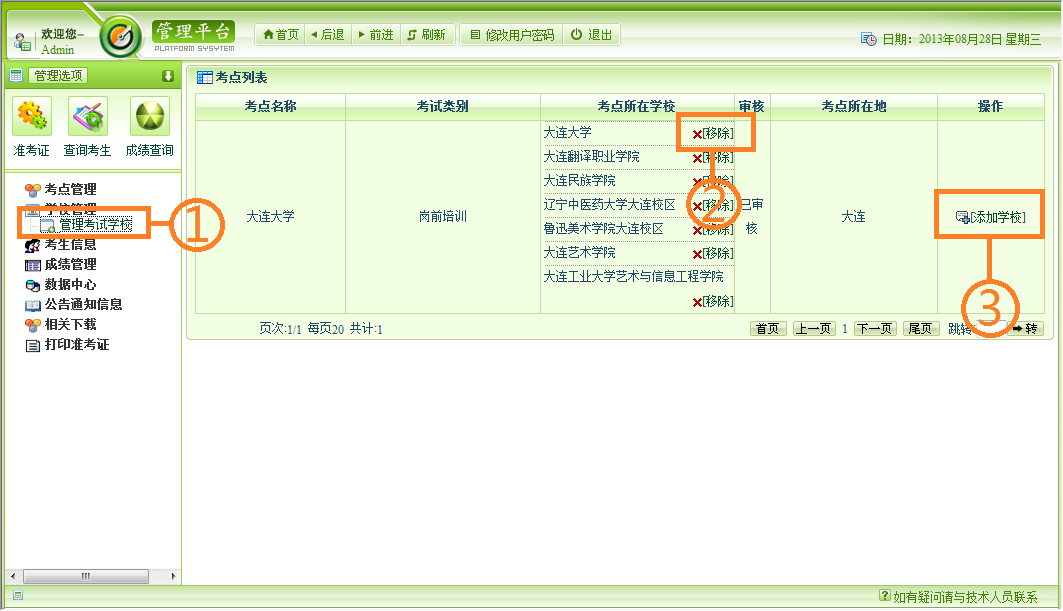 欢迎您-
Admin
管理平台
PLATFORM SYSYTEM
首页 后退 前进 刷新 修改用户密码 退出
日期：2013年08月28日 星期三
管理选项
准考证 查询考生 成绩查询
考点管理
学校管理
管理考试学校
考生信息
成绩管理
数据中心
公告通知信息
相关下载
打印准考证
考点列表
考点名称 考试类别 考点所在学校 审核 考点所在地 操作
大连大学 岗前培训
大连大学 [移除]
大连翻译职业学院 [移除]
大连民族学院 [移除]
辽宁中医药大学大连校区 [移除]
鲁迅美术学院大连校区 [移除]
大连艺术学院 [移除]
大连工业大学艺术与信息工程学院
[移除]
已审
核
大连
[添加学校]
1
2
3
页次:1/1 每页20 共计:1
首页 上一页 1 下一页 尾页 跳转: 转
如有疑问请与技术人员联系